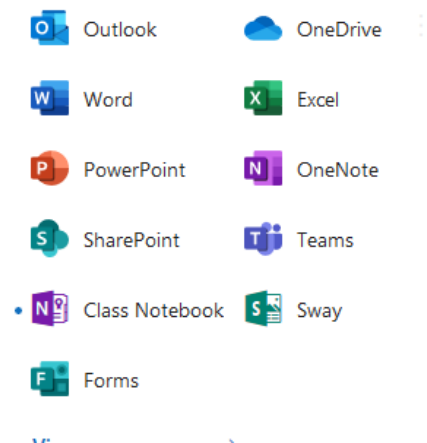 Outlook OneDrive
Word Excel
PowerPoint OneNote
SharePoint Teams
Class Notebook Sway
Forms